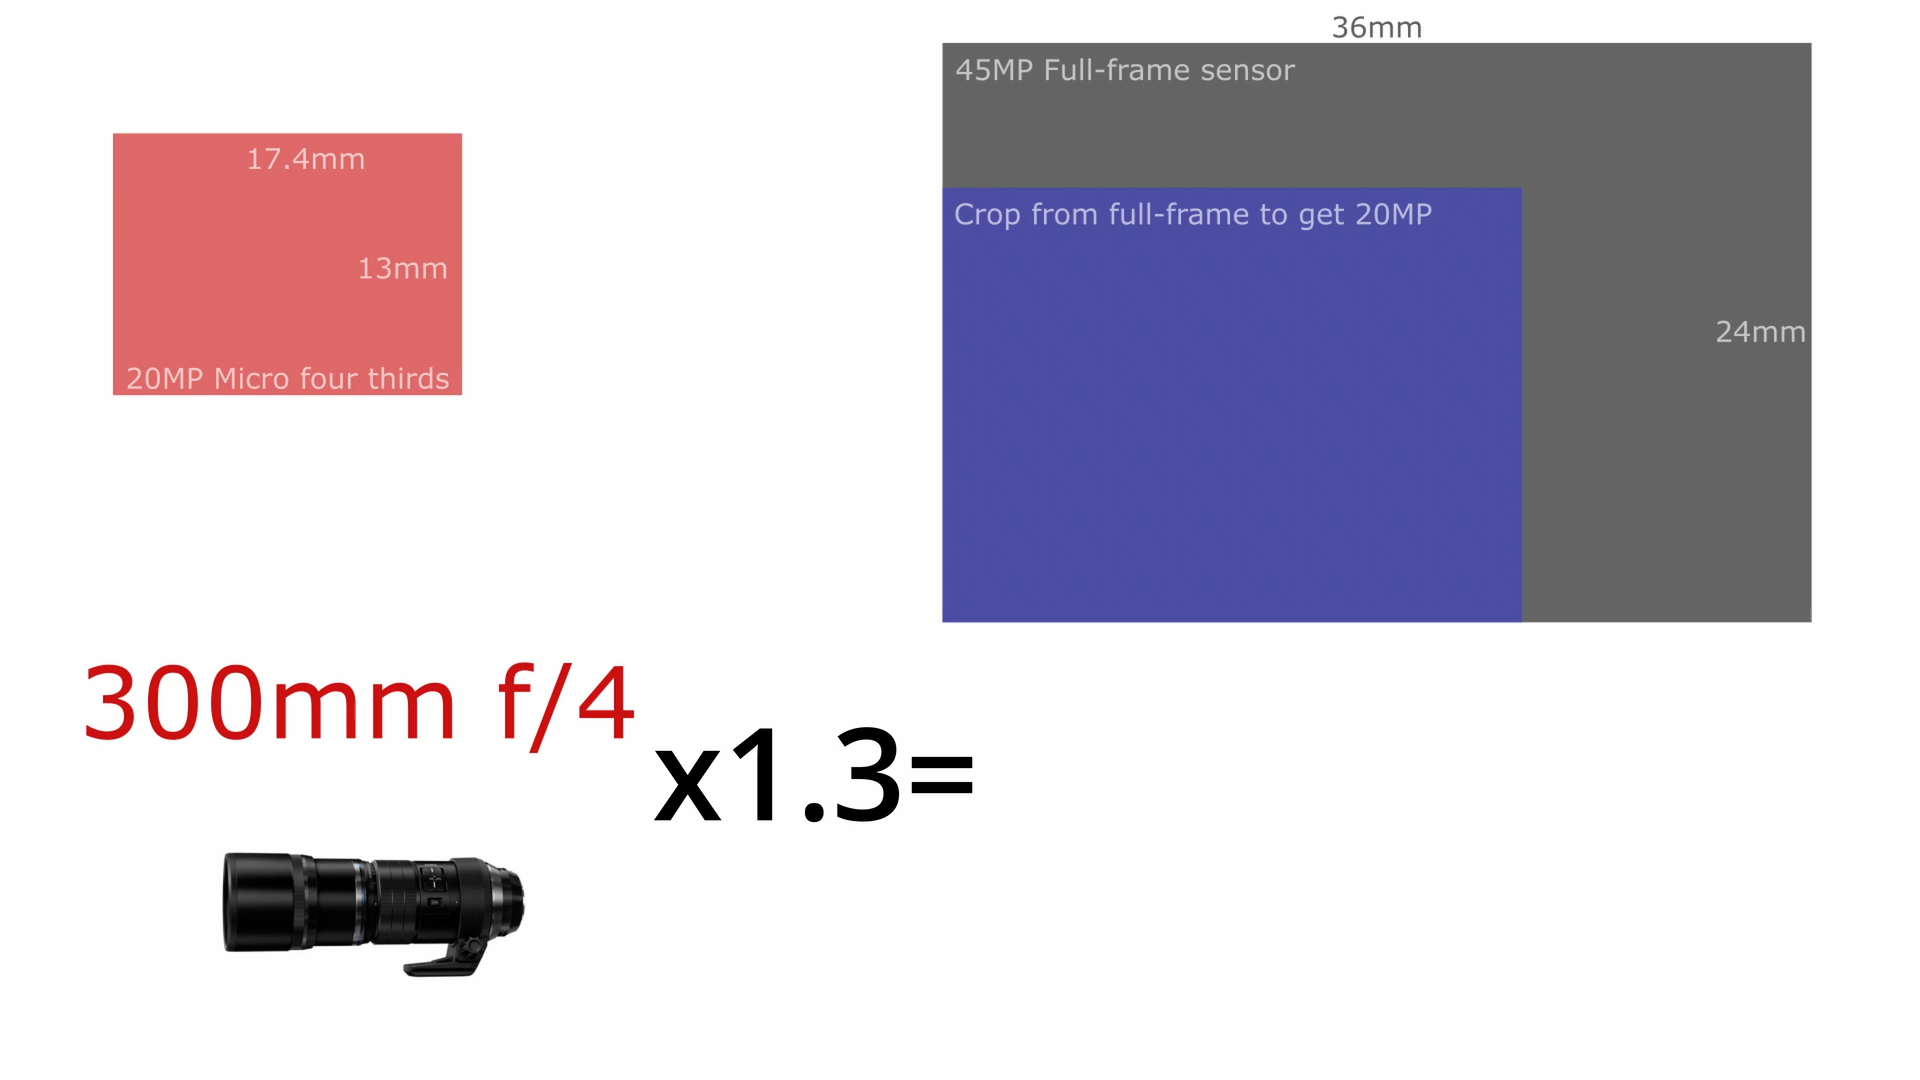 17.4mm
13mm
20MP Micro four thirds
36mm
45MP Full-frame sensor
Crop from full-frame to get 20MP
24mm
300mm f/4
x1.3=